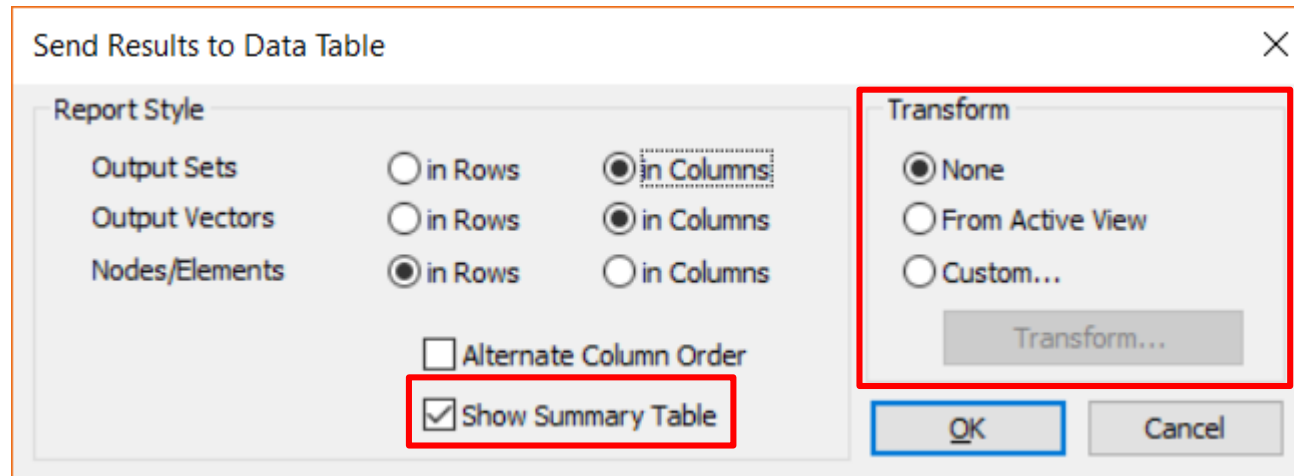 Send Results to Data Table
Report Style
Output Sets in Rows in Columns
Output Vectors in Rows in Columns
Nodes/Elements in Rows in Columns
Alternate Column Order
Show Summary Table
Transform
None
From Active View
Custom...
Transform...
OK Cancel